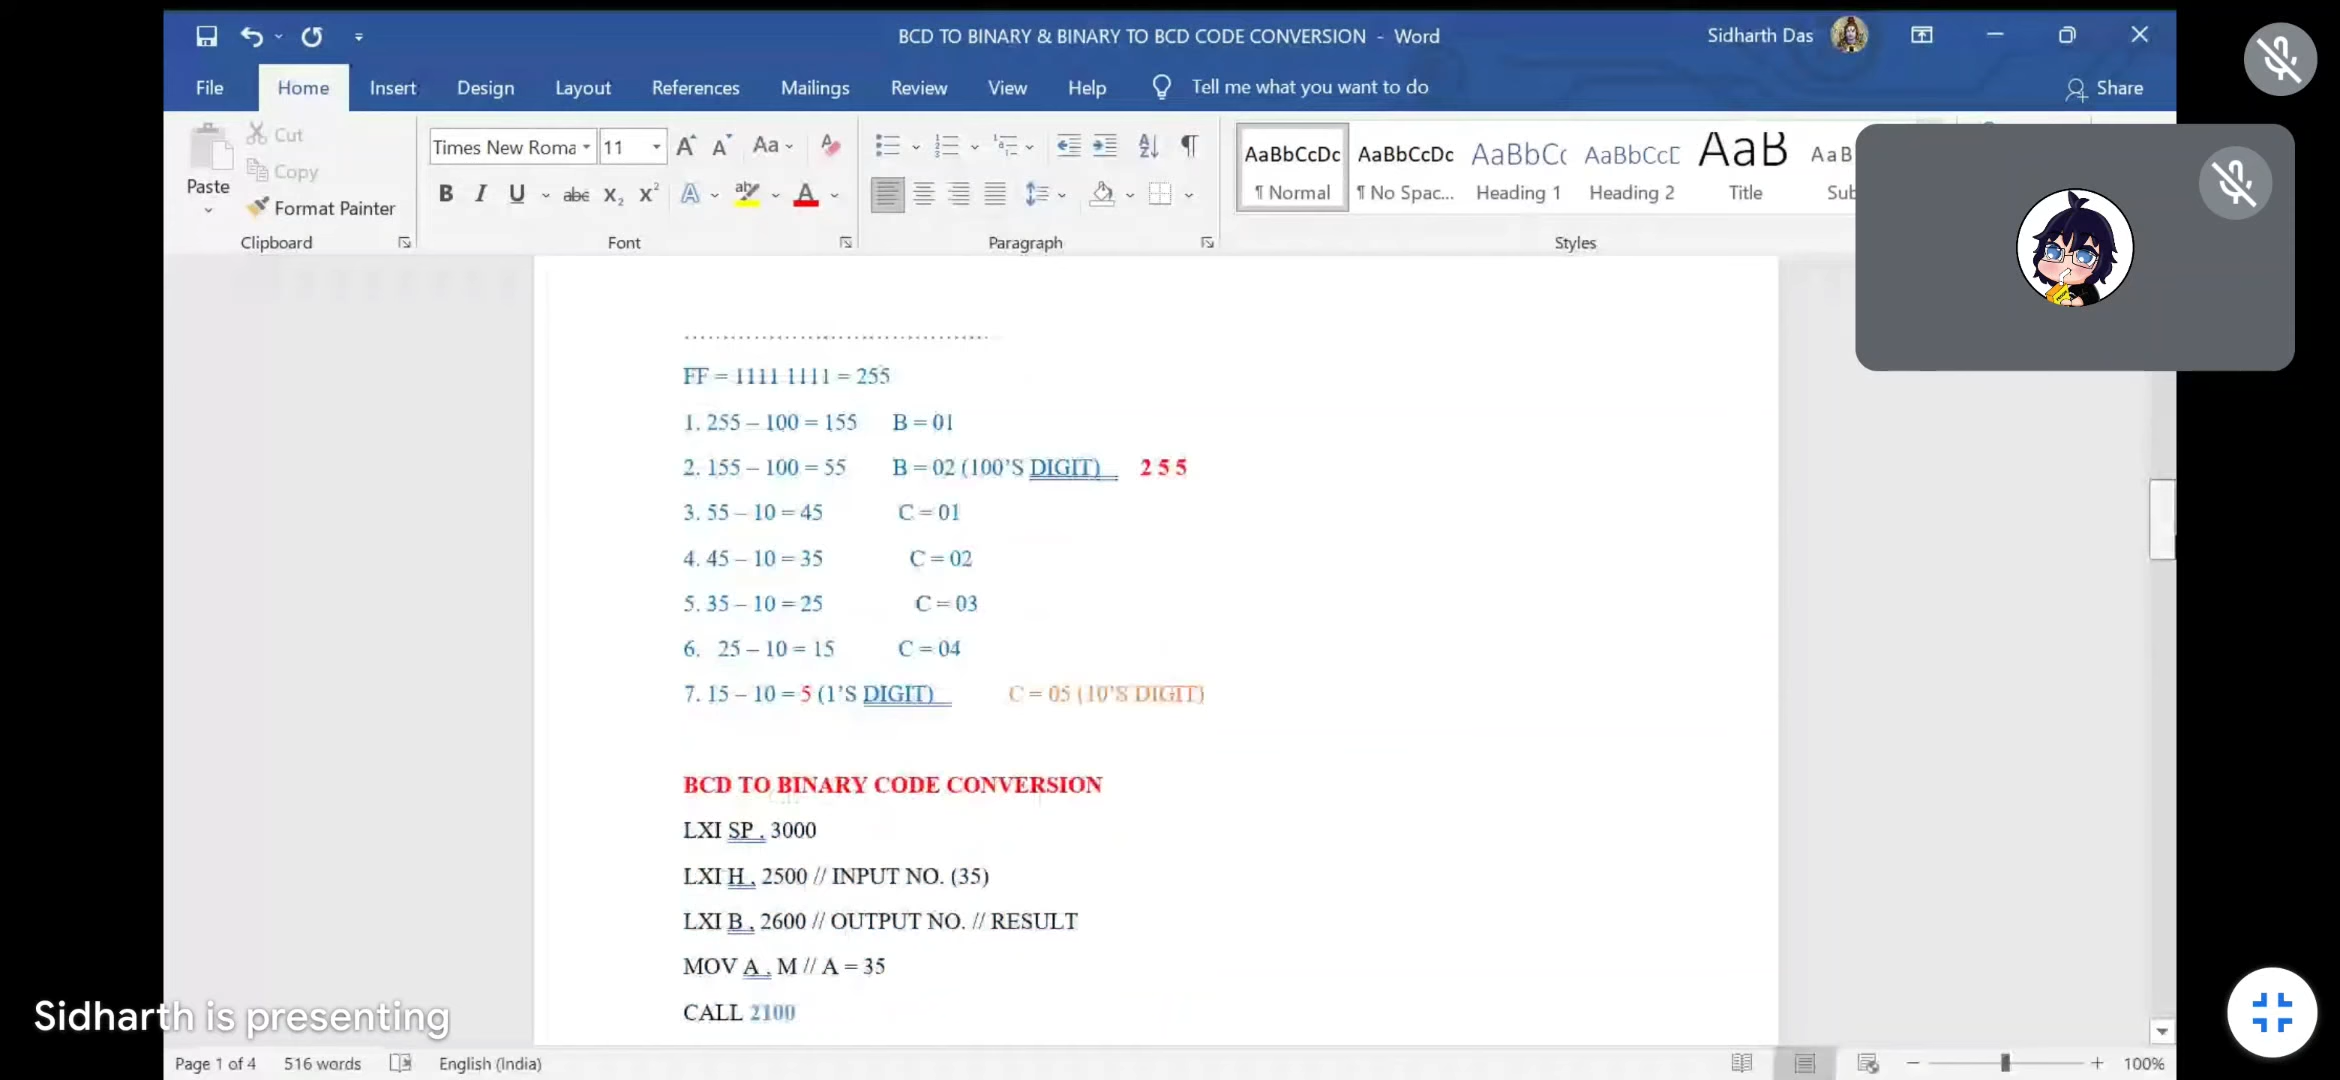 BCD TO BINARY & BINARY TO BCD CODE CONVERSION - Word
Sidharth Das
File Home Insert Design Layout References Mailings Review View Help Tell me what you want to do
Share
Paste
Cut
Copy
Format Painter
Clipboard
Times New Roma 11
Aa
B I U abc X₂ X²
Font
Paragraph
AaBbCcDc AaBbCcDc AaBbCc AaBbCcD AaB AaB
¶ Normal ¶ No Spac... Heading 1 Heading 2 Title Sub
Styles
FF = 1111 1111 = 255
1. 255 – 100 = 155 B = 01
2. 155 – 100 = 55 B = 02 (100’S DIGIT) 2 5 5
3. 55 – 10 = 45 C = 01
4. 45 – 10 = 35 C = 02
5. 35 – 10 = 25 C = 03
6. 25 – 10 = 15 C = 04
7. 15 – 10 = 5 (1’S DIGIT) C = 05 (10’S DIGIT)
BCD TO BINARY CODE CONVERSION
LXI SP , 3000
LXI H , 2500 // INPUT NO. (35)
LXI B , 2600 // OUTPUT NO. // RESULT
MOV A , M // A = 35
CALL 2100
Sidharth is presenting
Page 1 of 4 516 words English (India) 100%